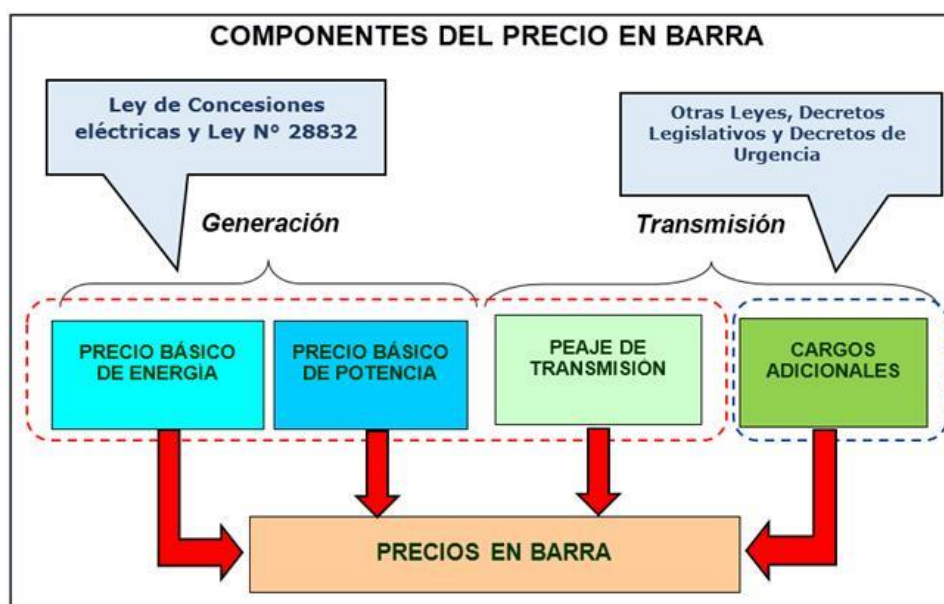 COMPONENTES DEL PRECIO EN BARRA
Ley de Concesiones
eléctricas y Ley N° 28832
Otras Leyes, Decretos
Legislativos y Decretos de
Urgencia
Generación
Transmisión
PRECIO BÁSICO
DE ENERGÍA
PRECIO BÁSICO
DE POTENCIA
PEAJE DE
TRANSMISIÓN
CARGOS
ADICIONALES
PRECIOS EN BARRA